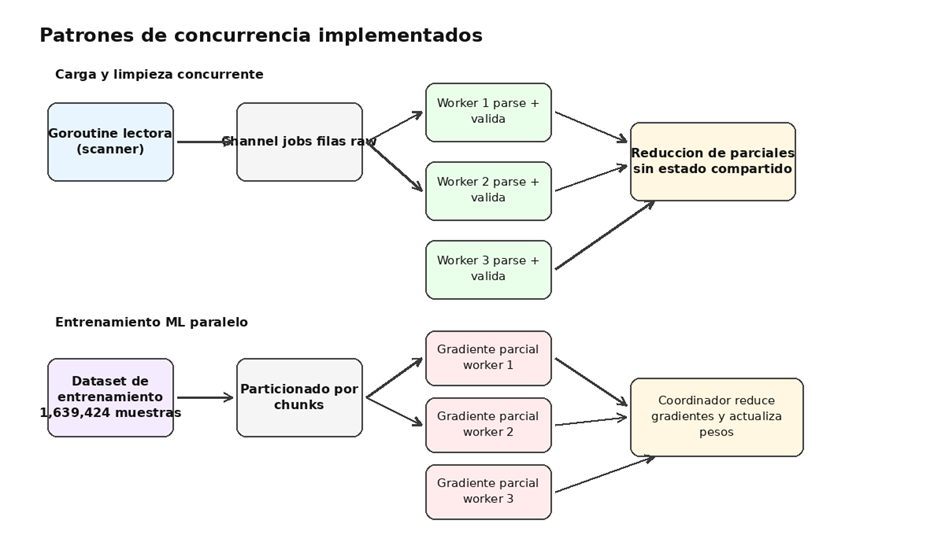 Patrones de concurrencia implementados
Carga y limpieza concurrente
Goroutine lectora
(scanner)
Channel jobs filas raw
Worker 1 parse +
valida
Worker 2 parse +
valida
Worker 3 parse +
valida
Reduccion de parciales
sin estado compartido
Entrenamiento ML paralelo
Dataset de
entrenamiento
1,639,424 muestras
Particionado por
chunks
Gradiente parcial
worker 1
Gradiente parcial
worker 2
Gradiente parcial
worker 3
Coordinador reduce
gradientes y actualiza
pesos